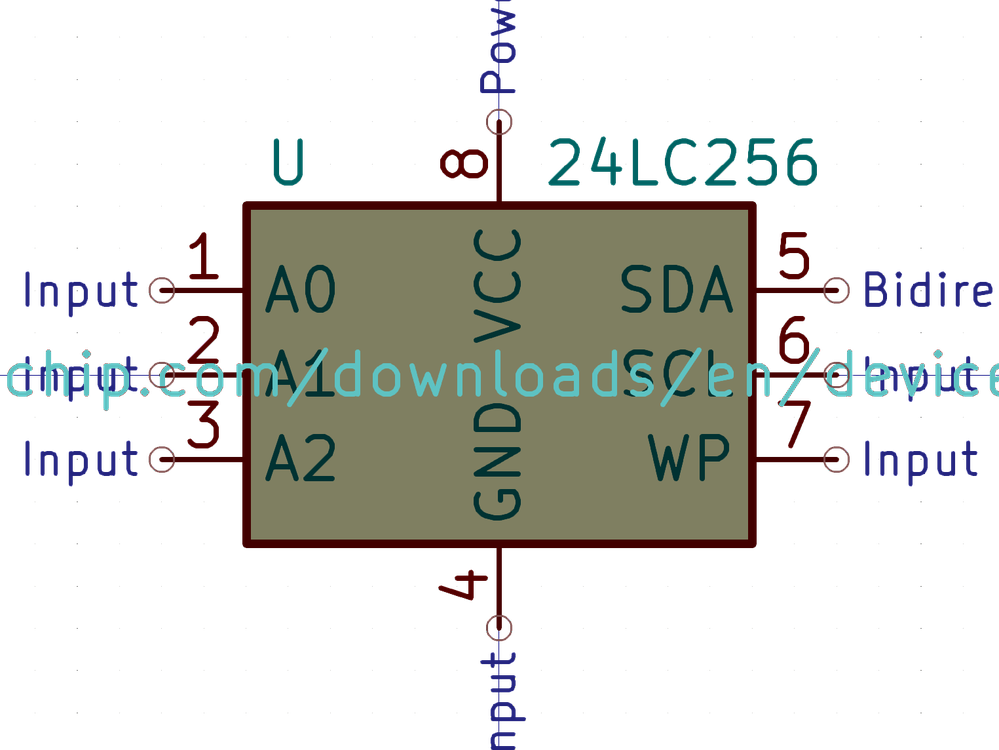 Pow
U
8
24LC256
Input
1
A0
VCC
SDA
5
Bidire
Input
2
A1
SCL
6
Input
chip.com/downloads/en/device
Input
3
A2
GND
WP
7
Input
4
nput